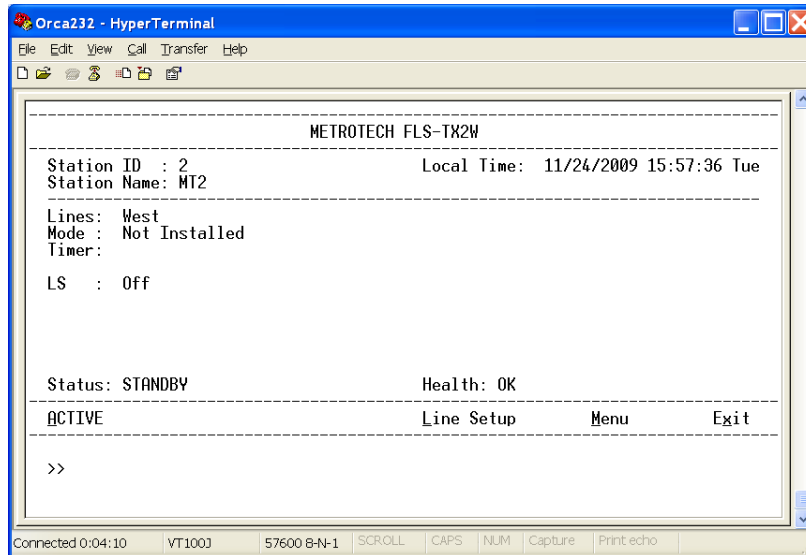 Orca232 - HyperTerminal
File Edit View Call Transfer Help
METROTECH FLS-TX2W
Station ID : 2 Local Time: 11/24/2009 15:57:36 Tue
Station Name: MT2
Lines: West
Mode : Not Installed
Timer:
LS : Off
Status: STANDBY Health: OK
ACTIVE Line Setup Menu Exit
>>
Connected 0:04:10 VT100J 57600 8-N-1 SCROLL CAPS NUM Capture Print echo